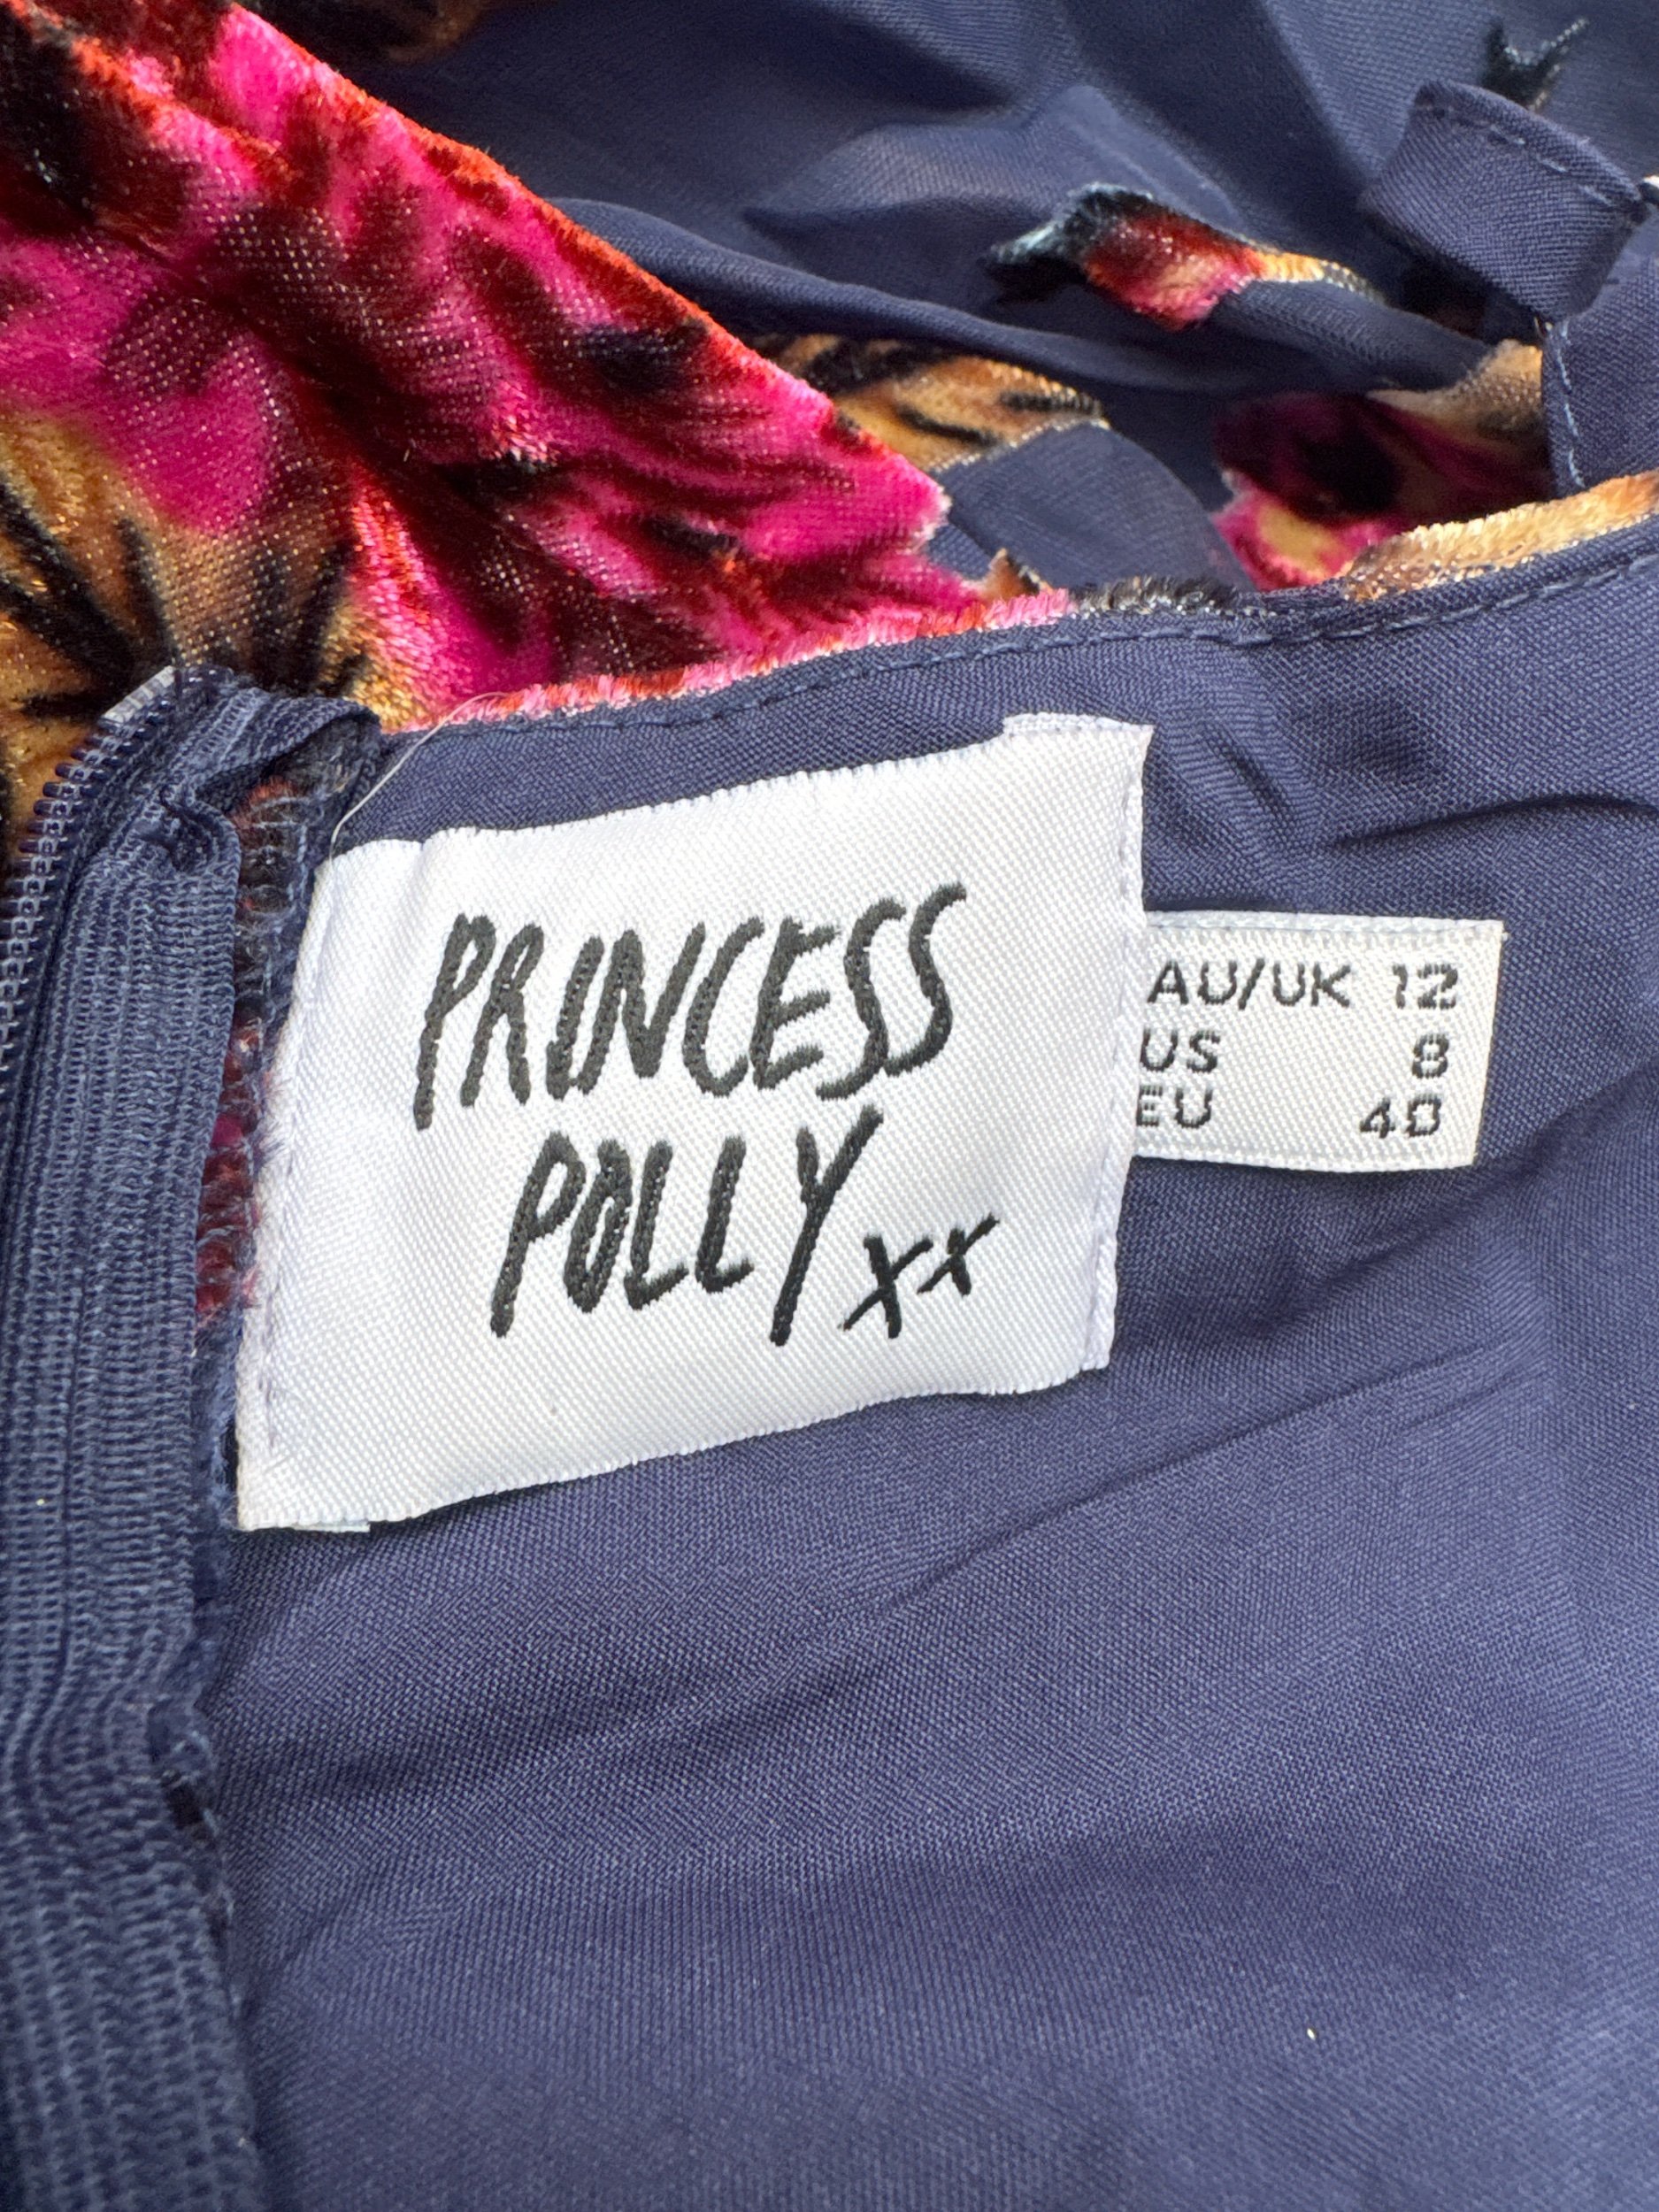 PRINCESS
POLLY xx
AU/UK 12
US 8
EU 40